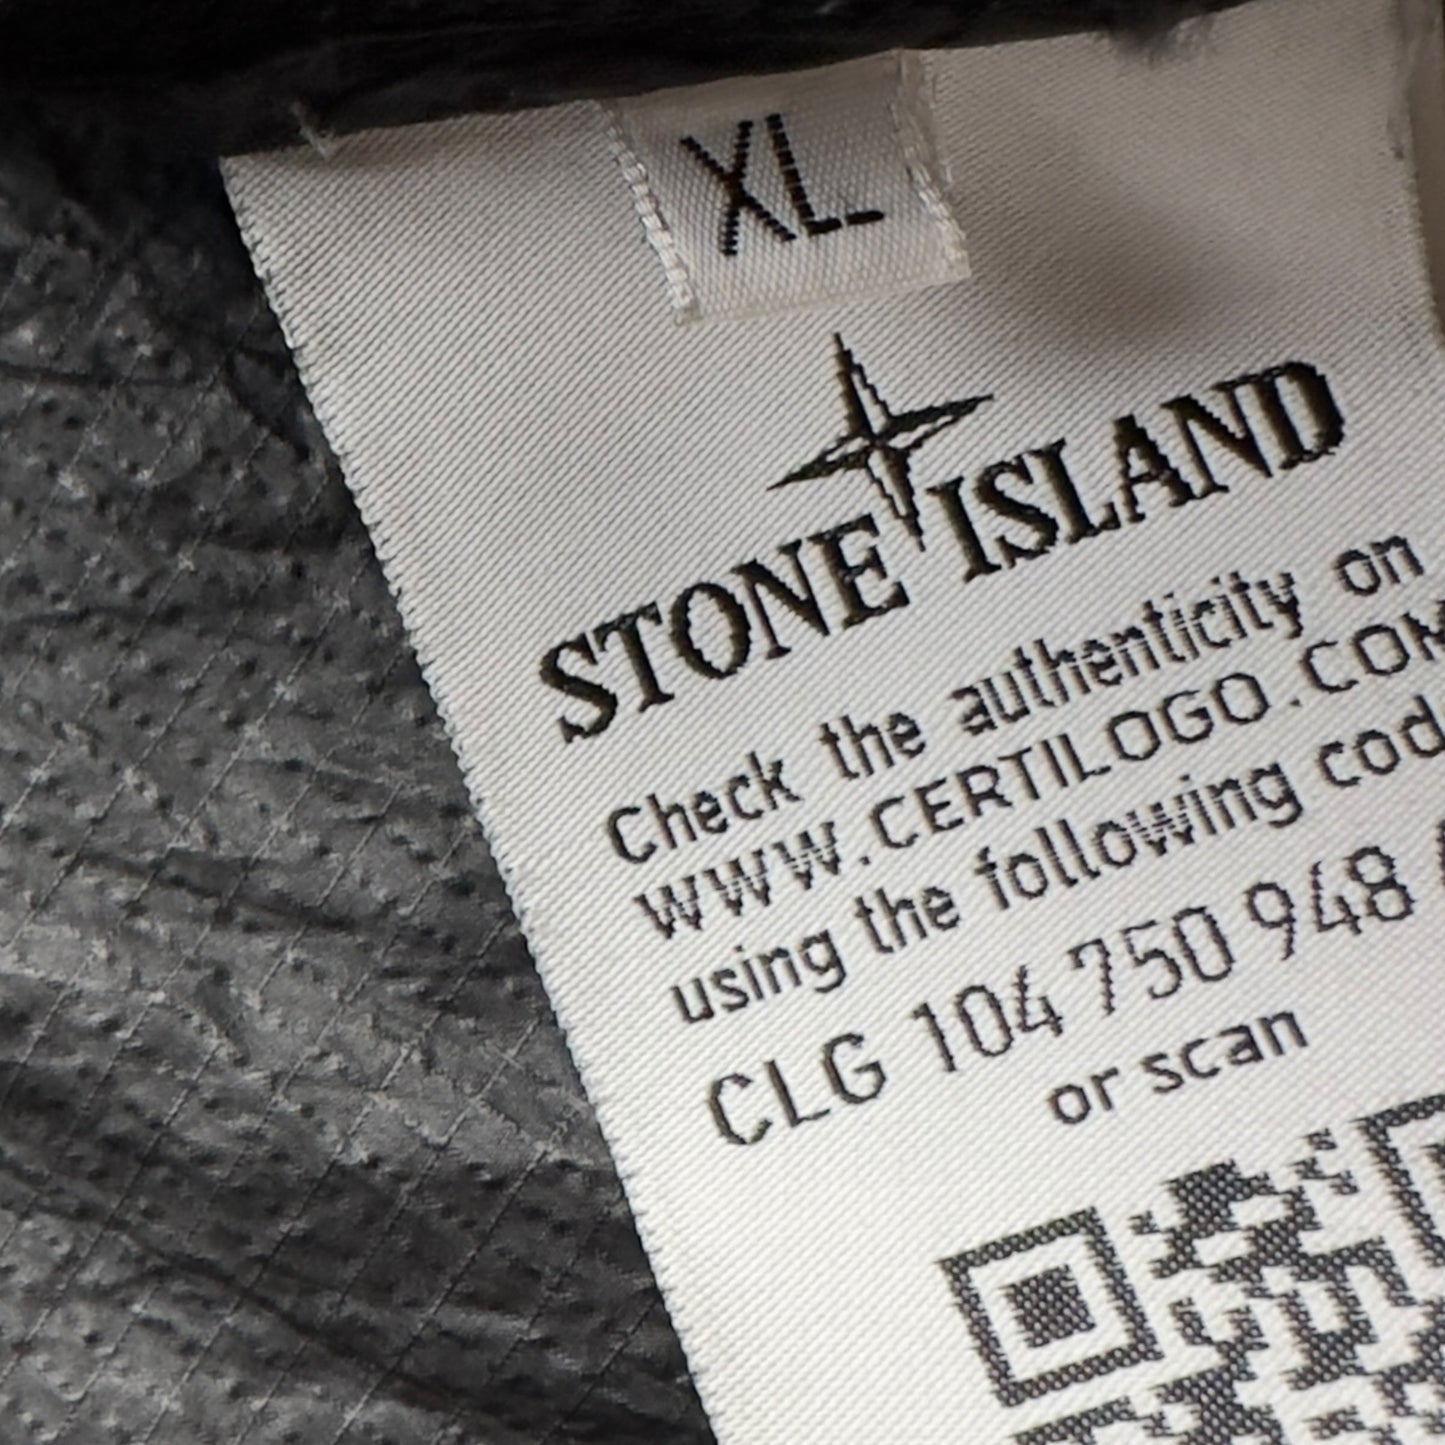 XL
STONE ISLAND
Check the authenticity on
WWW.CERTILOGO.COM
using the following
CLG 104 750 948
or scan